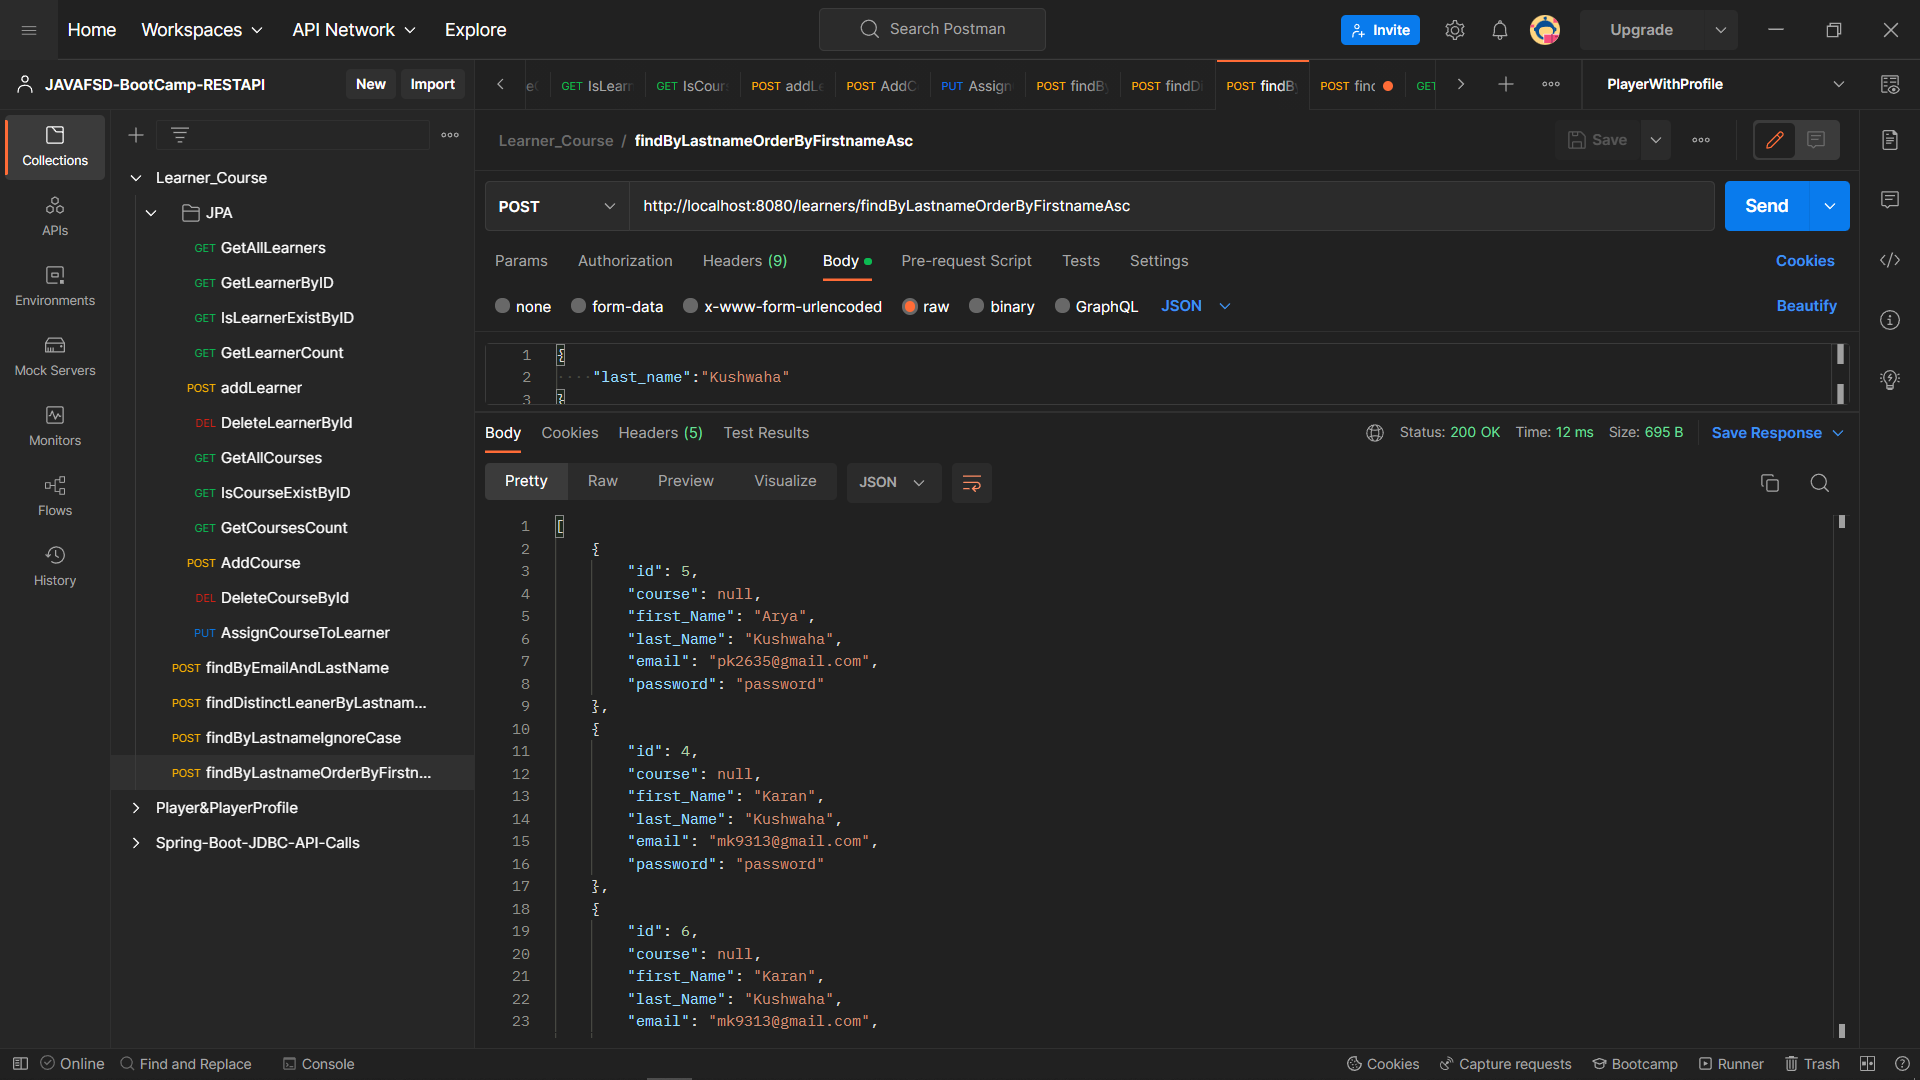 Home Workspaces API Network Explore Search Postman Invite Upgrade
JAVAFSD-BootCamp-RESTAPI New Import
GET IsLearn GET IsCour POST addLe POST AddC PUT Assign POST findBy POST findDi POST findBy POST fin GET PlayerWithProfile
Collections
APIs
Environments
Mock Servers
Monitors
Flows
History
Learner_Course
JPA
GET GetAllLearners
GET GetLearnerByID
GET IsLearnerExistByID
GET GetLearnerCount
POST addLearner
DEL DeleteLearnerById
GET GetAllCourses
GET IsCourseExistByID
GET GetCoursesCount
POST AddCourse
DEL DeleteCourseById
PUT AssignCourseToLearner
POST findByEmailAndLastName
POST findDistinctLeanerByLastnam...
POST findByLastnameIgnoreCase
POST findByLastnameOrderByFirstn...
Player&PlayerProfile
Spring-Boot-JDBC-API-Calls
Learner_Course / findByLastnameOrderByFirstnameAsc Save
POST http://localhost:8080/learners/findByLastnameOrderByFirstnameAsc Send
Params Authorization Headers (9) Body Pre-request Script Tests Settings Cookies
none form-data x-www-form-urlencoded raw binary GraphQL JSON Beautify
1 {
2 "last_name":"Kushwaha"
3 }
Body Cookies Headers (5) Test Results Status: 200 OK Time: 12 ms Size: 695 B Save Response
Pretty Raw Preview Visualize JSON
1 [
2 {
3 "id": 5,
4 "course": null,
5 "first_Name": "Arya",
6 "last_Name": "Kushwaha",
7 "email": "pk2635@gmail.com",
8 "password": "password"
9 },
10 {
11 "id": 4,
12 "course": null,
13 "first_Name": "Karan",
14 "last_Name": "Kushwaha",
15 "email": "mk9313@gmail.com",
16 "password": "password"
17 },
18 {
19 "id": 6,
20 "course": null,
21 "first_Name": "Karan",
22 "last_Name": "Kushwaha",
23 "email": "mk9313@gmail.com",
Online Find and Replace Console Cookies Capture requests Bootcamp Runner Trash